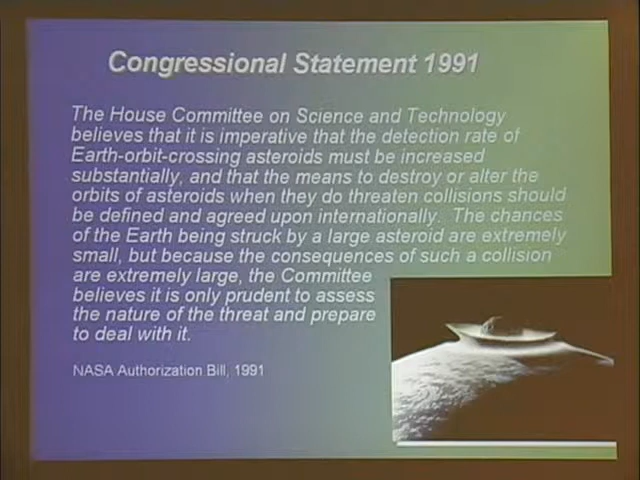 Congressional Statement 1991
The House Committee on Science and Technology
believes that it is imperative that the detection rate of
Earth-orbit-crossing asteroids must be increased
substantially, and that the means to destroy or alter the
orbits of asteroids when they do threaten collisions should
be defined and agreed upon internationally. The chances
of the Earth being struck by a large asteroid are extremely
small, but because the consequences of such a collision
are extremely large, the Committee
believes it is only prudent to assess
the nature of the threat and prepare
to deal with it.
NASA Authorization Bill, 1991